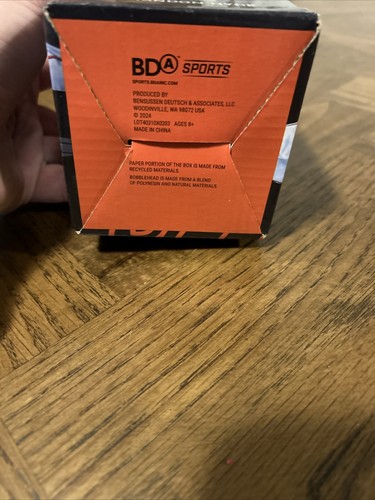 BDA SPORTS
SPORTS.BDAINC.COM
PRODUCED BY
BENSUSSEN DEUTSCH & ASSOCIATES, LLC
WOODINVILLE, WA 98072 USA
© 2024
AGES 8+
MADE IN CHINA
PAPER PORTION OF THE BOX IS MADE FROM
RECYCLED MATERIALS.
BOBBLEHEAD IS MADE FROM A BLEND
OF POLYRESIN AND NATURAL MATERIALS.